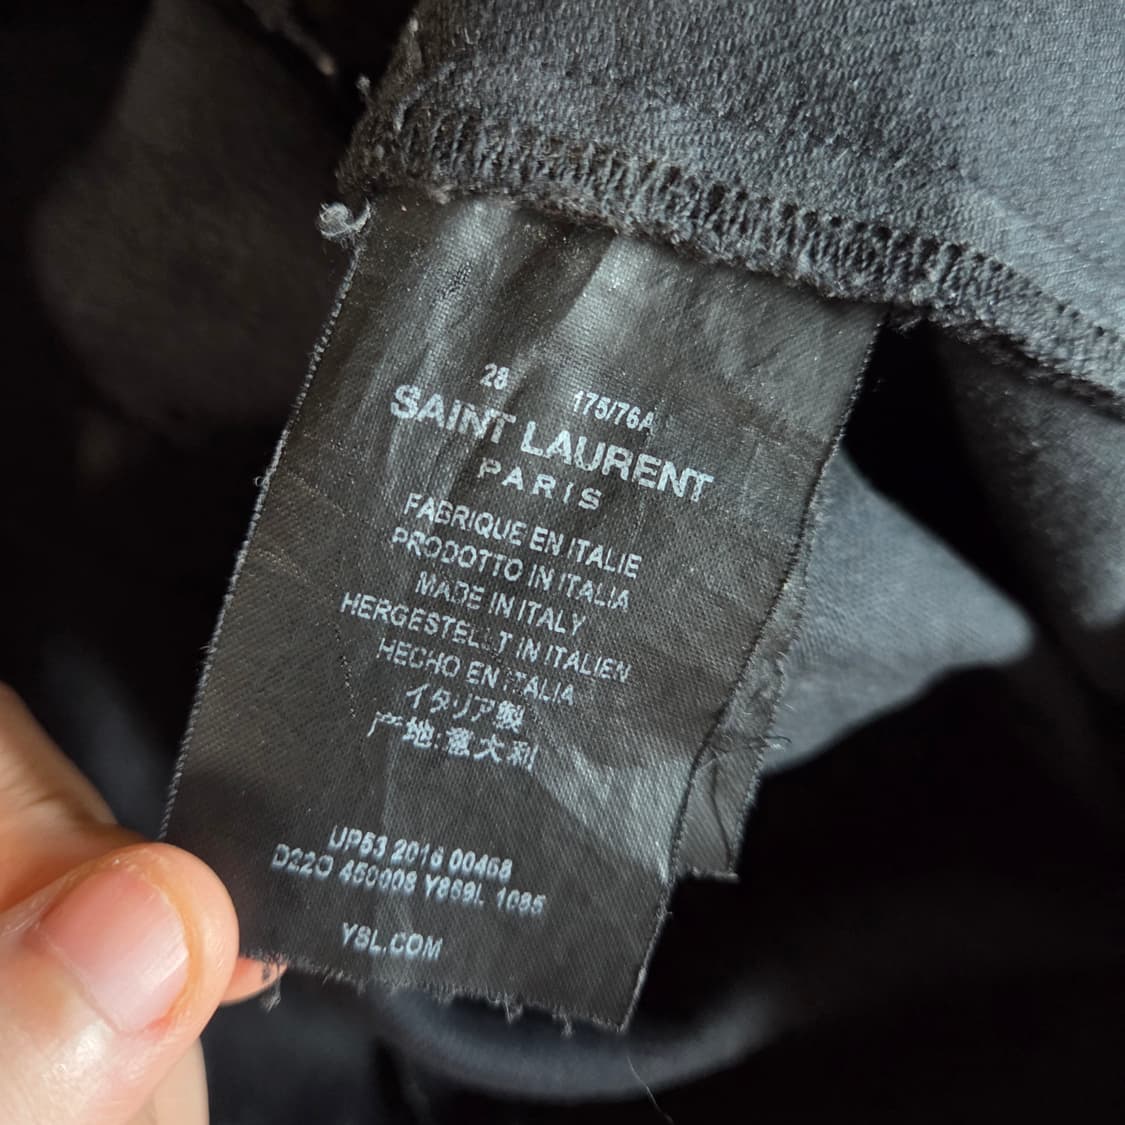 28 175/76A
SAINT LAURENT
PARIS
FABRIQUE EN ITALIE
PRODOTTO IN ITALIA
MADE IN ITALY
HERGESTELLT IN ITALIEN
HECHO EN ITALIA
イタリア製
产地:意大利
UP53 2016 00468
D22O 450008 Y869L 1085
YSL.COM